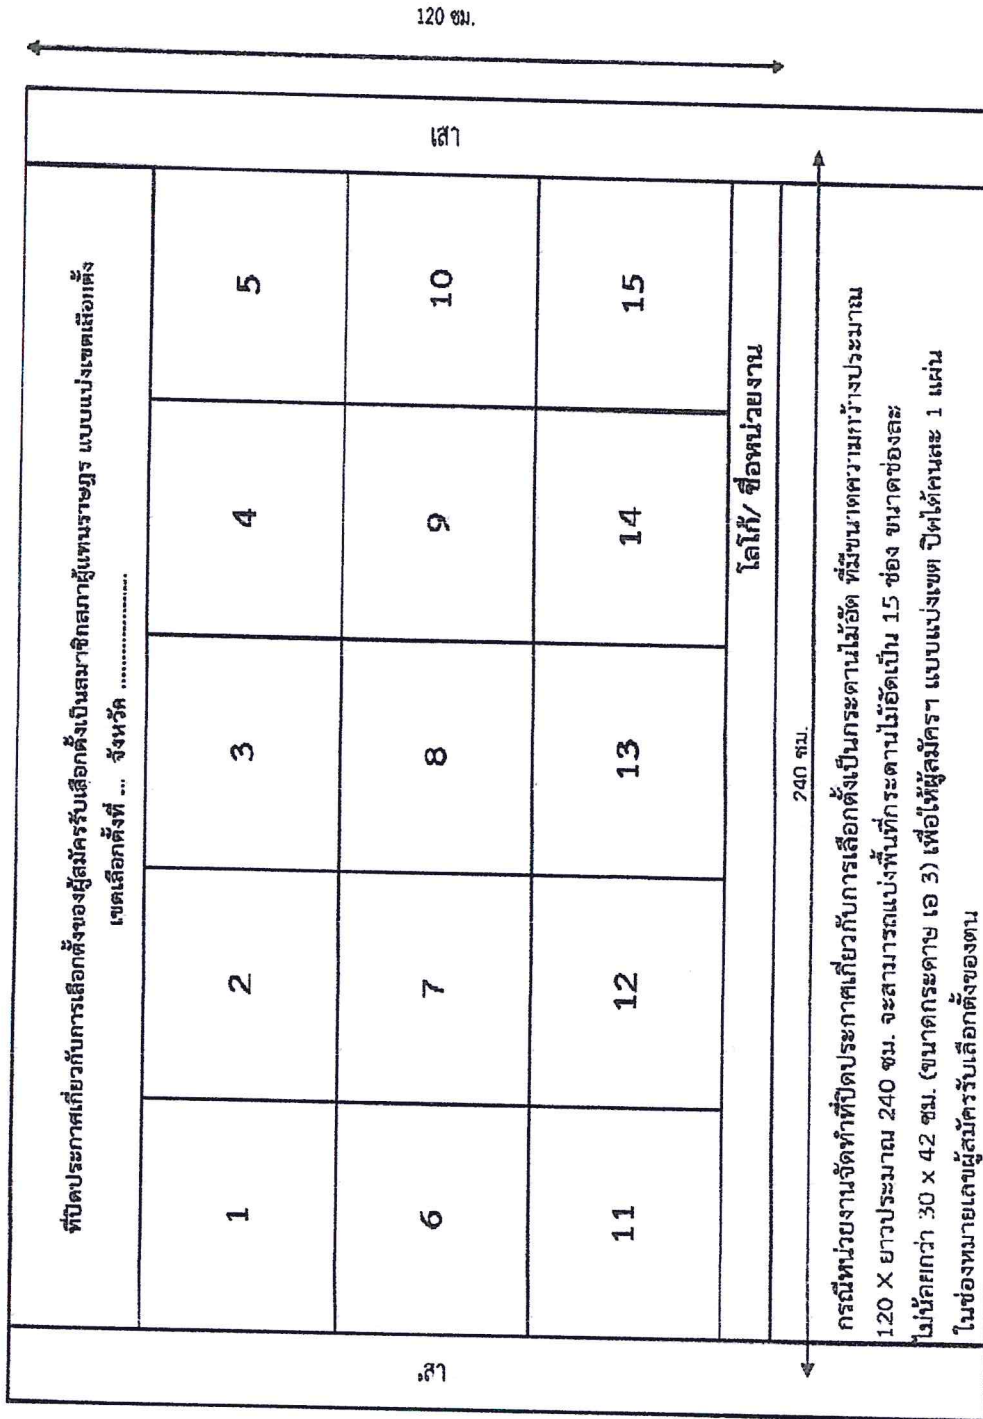 120 ซม.
ที่ปิดประกาศเกี่ยวกับการเลือกตั้งของผู้สมัครรับเลือกตั้งเป็นสมาชิกสภาผู้แทนราษฎร แบบแบ่งเขตเลือกตั้ง
เขตเลือกตั้งที่ ... จังหวัด ......................
เสา
1
2
3
4
5
6
7
8
9
10
11
12
13
14
15
เสา
โลโก้/ ชื่อหน่วยงาน
240 ซม.
กรณีหน่วยงานจัดทำที่ปิดประกาศเกี่ยวกับการเลือกตั้งเป็นกระดานไม้อัด ที่มีขนาดความกว้างประมาณ
120 X ยาวประมาณ 240 ซม. จะสามารถแบ่งพื้นที่กระดานไม้อัดเป็น 15 ช่อง ขนาดช่องละ
ไม่น้อยกว่า 30 x 42 ซม. (ขนาดกระดาษ เอ 3) เพื่อให้ผู้สมัครฯ แบบแบ่งเขต ปิดได้คนละ 1 แผ่น
ในช่องหมายเลขผู้สมัครรับเลือกตั้งของตน